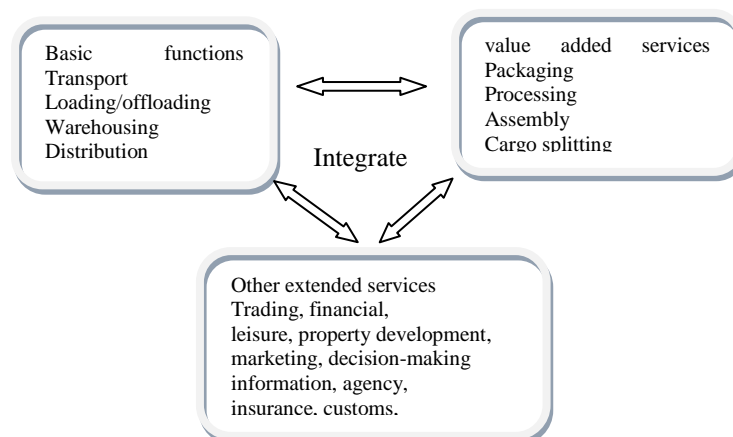 Basic functions
Transport
Loading/offloading
Warehousing
Distribution
value added services
Packaging
Processing
Assembly
Cargo splitting
Integrate
Other extended services
Trading, financial,
leisure, property development,
marketing, decision-making
information, agency,
insurance, customs,